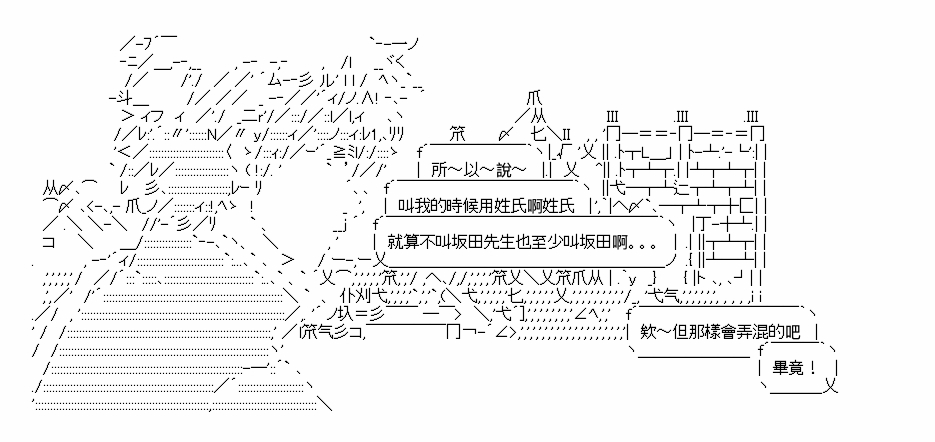 所～以～說～
叫我的時候用姓氏啊姓氏
就算不叫坂田先生也至少叫坂田啊。。。
欸～但那樣會弄混的吧
畢竟！